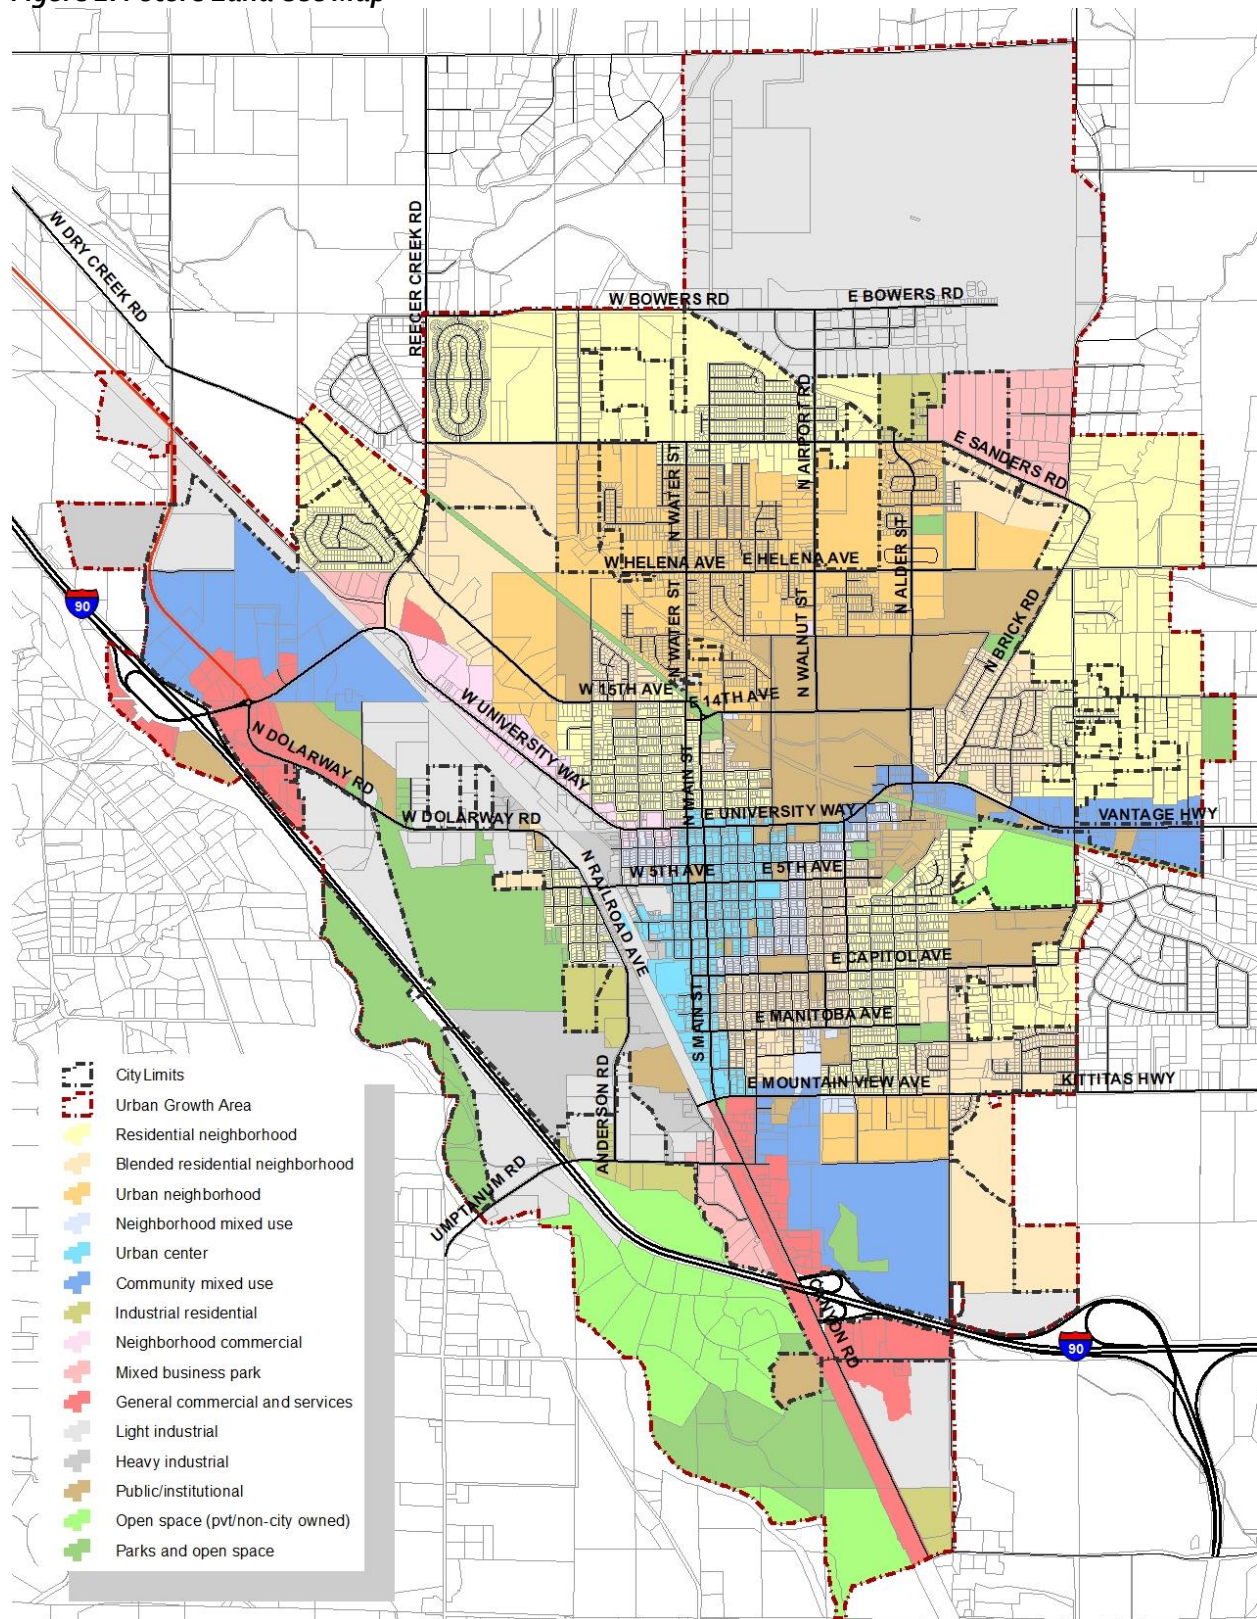 W DRY CREEK RD
REECER CREEK RD
W BOWERS RD
E BOWERS RD
N AIRPORT RD
E SANDERS RD
N WATER ST
N ALDER ST
W HELENA AVE
E HELENA AVE
90
N WATER ST
N WALNUT ST
N BRICK RD
W 15TH AVE
E 14TH AVE
W UNIVERSITY WAY
N DOLARWAY RD
N MAIN ST
W DOLARWAY RD
E UNIVERSITY WAY
VANTAGE HWY
N RAILROAD AVE
W 5TH AVE
E 5TH AVE
E CAPITOL AVE
S MAIN ST
E MANITOBA AVE
ANDERSON RD
E MOUNTAIN VIEW AVE
KITTITAS HWY
UMPTANUM RD
CANYON RD
90
City Limits
Urban Growth Area
Residential neighborhood
Blended residential neighborhood
Urban neighborhood
Neighborhood mixed use
Urban center
Community mixed use
Industrial residential
Neighborhood commercial
Mixed business park
General commercial and services
Light industrial
Heavy industrial
Public/institutional
Open space (pvt/non-city owned)
Parks and open space